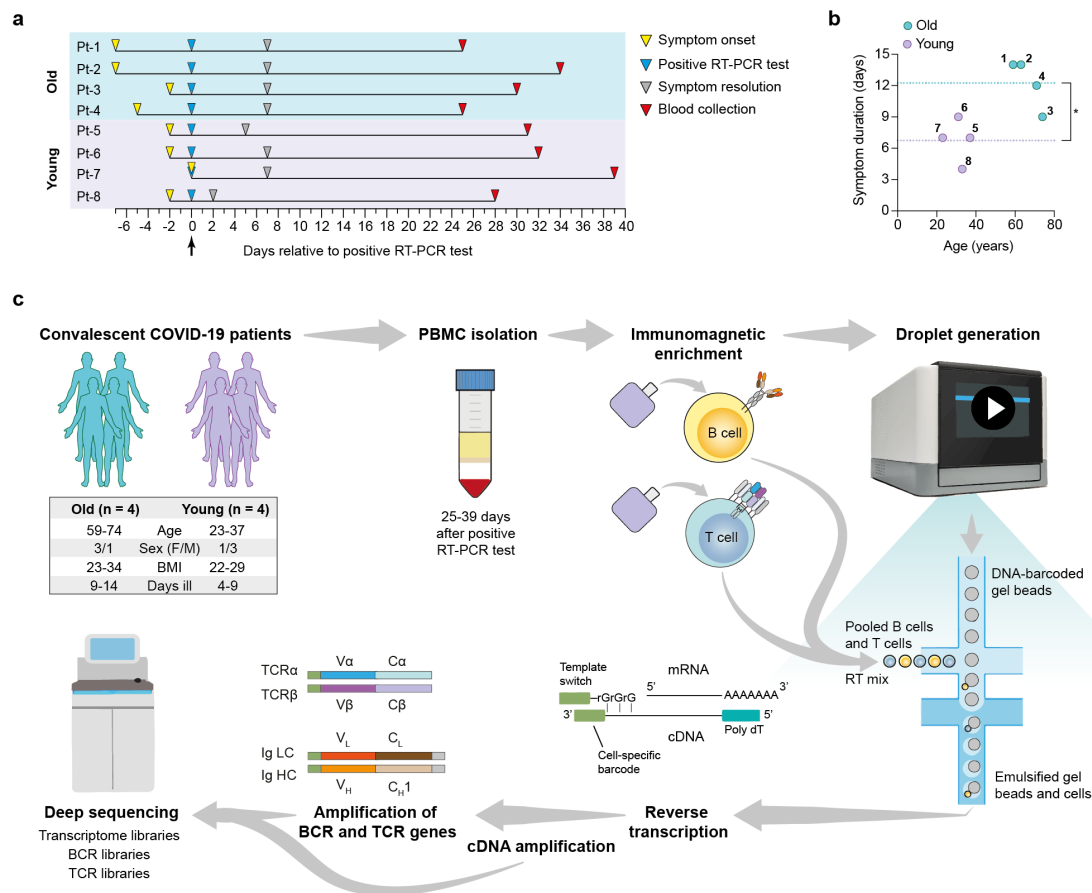 a
Old
Young
Pt-1
Pt-2
Pt-3
Pt-4
Pt-5
Pt-6
Pt-7
Pt-8
-6 -4 -2 0 2 4 6 8 10 12 14 16 18 20 22 24 26 28 30 32 34 36 38 40
Days relative to positive RT-PCR test
Symptom onset
Positive RT-PCR test
Symptom resolution
Blood collection
b
Old
Young
Symptom duration (days)
15
12
9
6
3
0
1 2
4
3
6
7 5
8
*
0 20 40 60 80
Age (years)
c
Convalescent COVID-19 patients
Old (n = 4) Young (n = 4)
59-74 Age 23-37
3/1 Sex (F/M) 1/3
23-34 BMI 22-29
9-14 Days ill 4-9
PBMC isolation
25-39 days
after positive
RT-PCR test
Immunomagnetic
enrichment
B cell
T cell
Droplet generation
DNA-barcoded
gel beads
Pooled B cells
and T cells
RT mix
Emulsified gel
beads and cells
Template
switch
mRNA
5' 3'
rGrGrG
AAAAAAA
3' 5'
cDNA
Poly dT
Cell-specific
barcode
Reverse
transcription
cDNA amplification
Vα Cα
TCRα
TCRβ
Vβ Cβ
VL CL
Ig LC
Ig HC
VH CH1
Amplification of
BCR and TCR genes
Deep sequencing
Transcriptome libraries
BCR libraries
TCR libraries